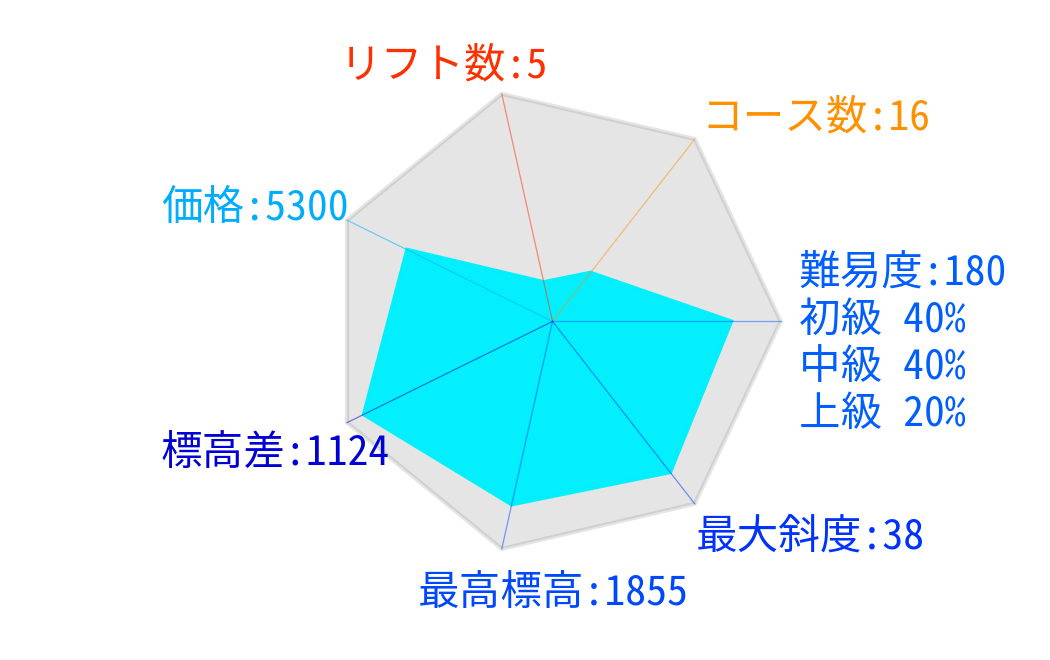 リフト数:5
コース数:16
価格:5300
難易度:180
初級 40%
中級 40%
上級 20%
標高差:1124
最大斜度:38
最高標高:1855